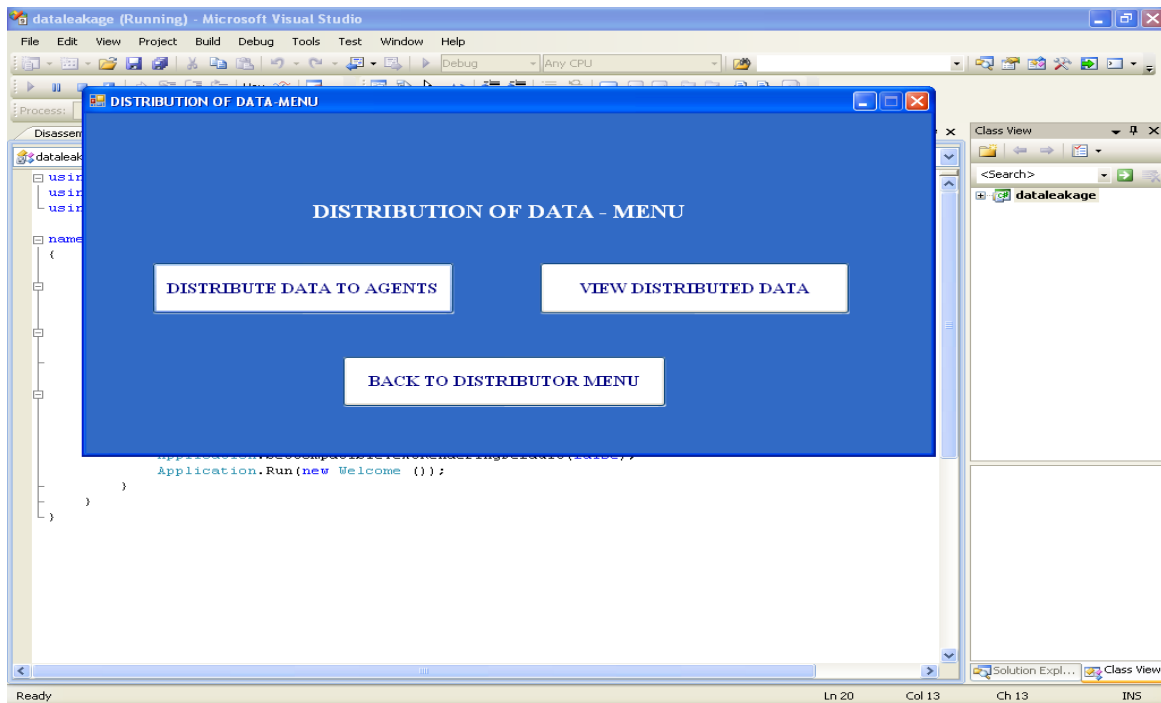 dataleakage (Running) - Microsoft Visual Studio
File Edit View Project Build Debug Tools Test Window Help
Debug Any CPU
Process:
DISTRIBUTION OF DATA-MENU
Class View
<Search>
dataleakage
DISTRIBUTION OF DATA - MENU
DISTRIBUTE DATA TO AGENTS VIEW DISTRIBUTED DATA
BACK TO DISTRIBUTOR MENU
Application.Run(new Welcome ());
}
}
}
Solution Expl... Class View
Ready Ln 20 Col 13 Ch 13 INS